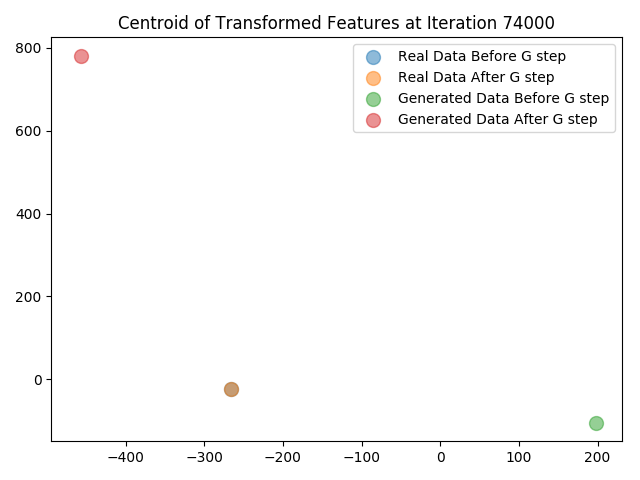 Centroid of Transformed Features at Iteration 74000
800
600
400
200
0
Real Data Before G step
Real Data After G step
Generated Data Before G step
Generated Data After G step
−400 −300 −200 −100 0 100 200